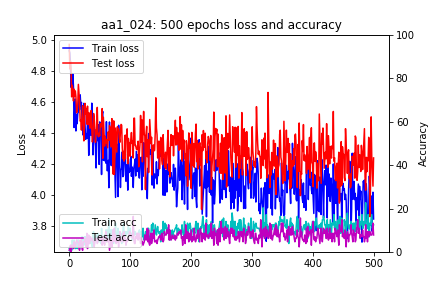 aa1_024: 500 epochs loss and accuracy
5.0
4.8
4.6
4.4
4.2
4.0
3.8
Loss
Train loss
Test loss
Train acc
Test acc
100
80
60
40
20
0
Accuracy
0 100 200 300 400 500